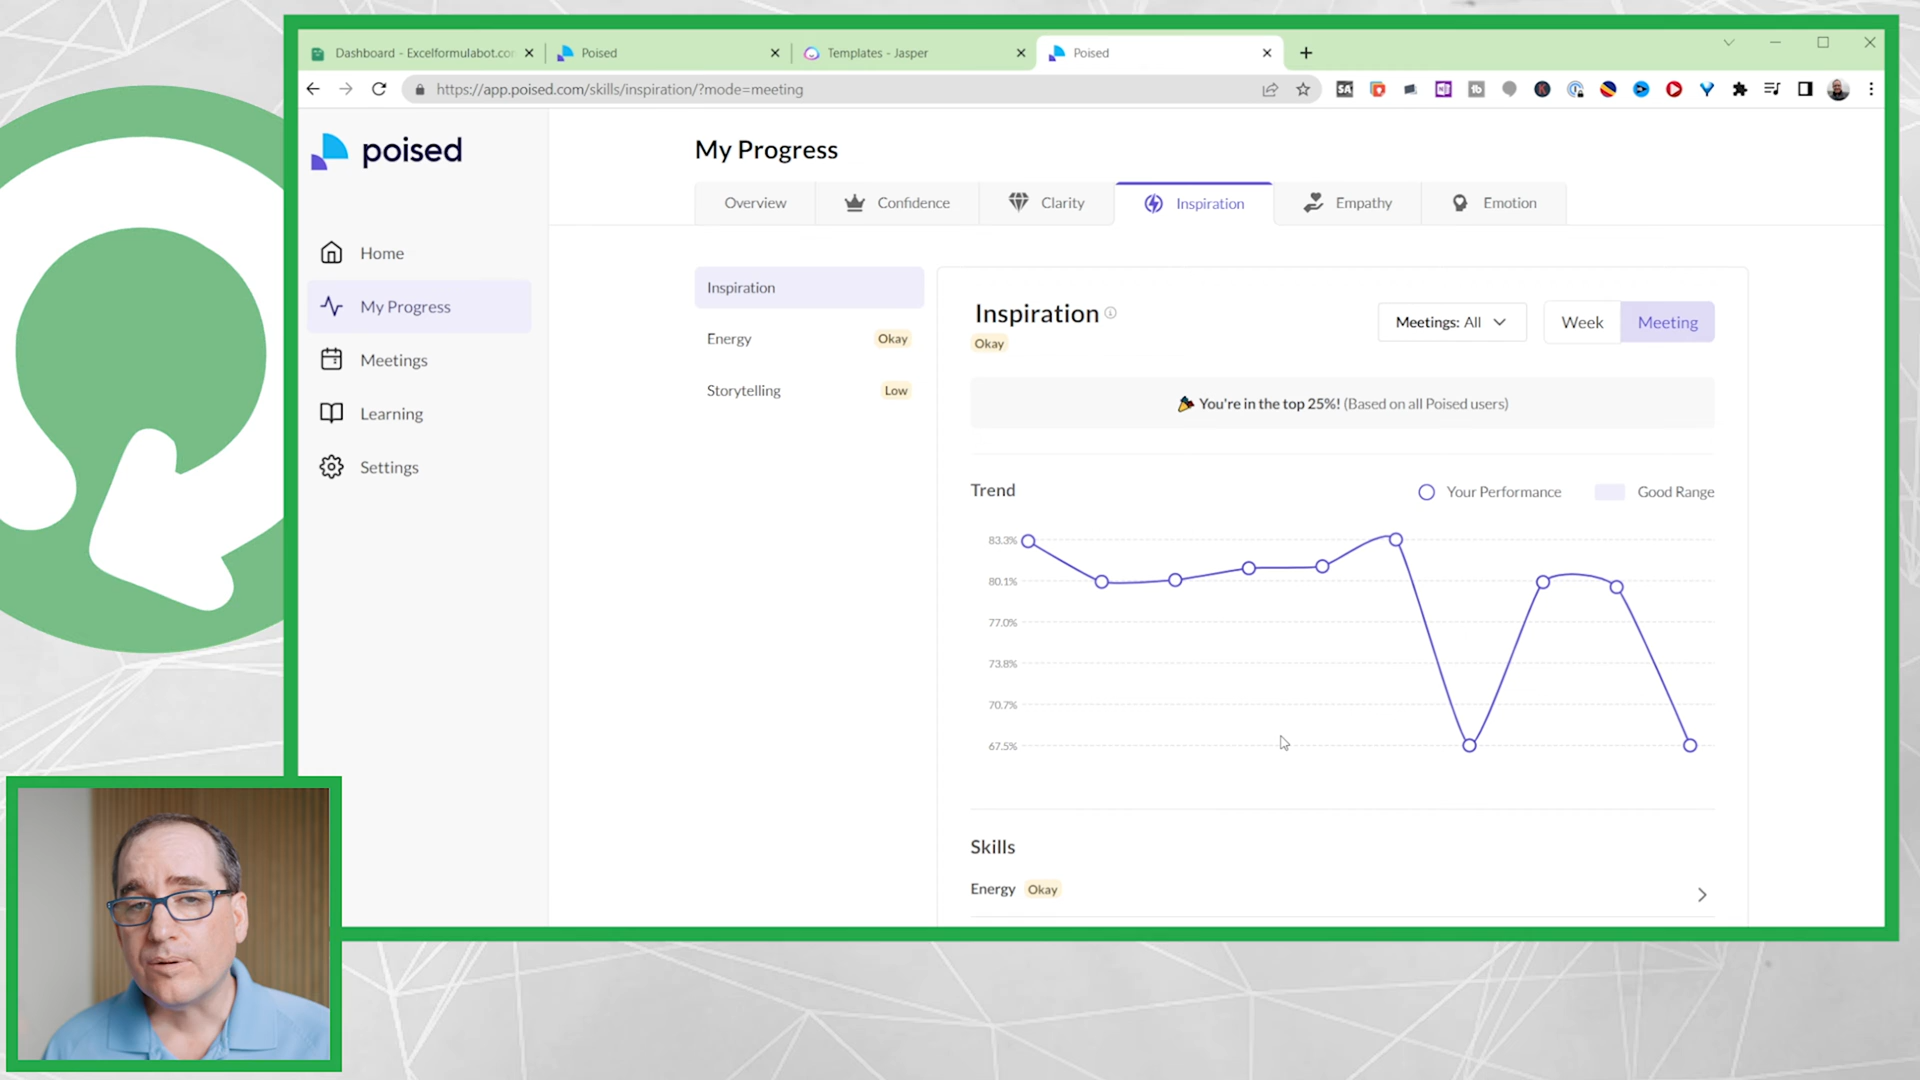 Dashboard - Excelformulabot.co
Poised
Templates - Jasper
Poised
https://app.poised.com/skills/inspiration/?mode=meeting
SA
tb
K
poised
Home
My Progress
Meetings
Learning
Settings
My Progress
Overview
Confidence
Clarity
Inspiration
Empathy
Emotion
Inspiration
Energy Okay
Storytelling Low
Inspiration
Okay
Meetings: All
Week
Meeting
You're in the top 25%! (Based on all Poised users)
Trend
Your Performance
Good Range
83.3%
80.1%
77.0%
73.8%
70.7%
67.5%
Skills
Energy Okay